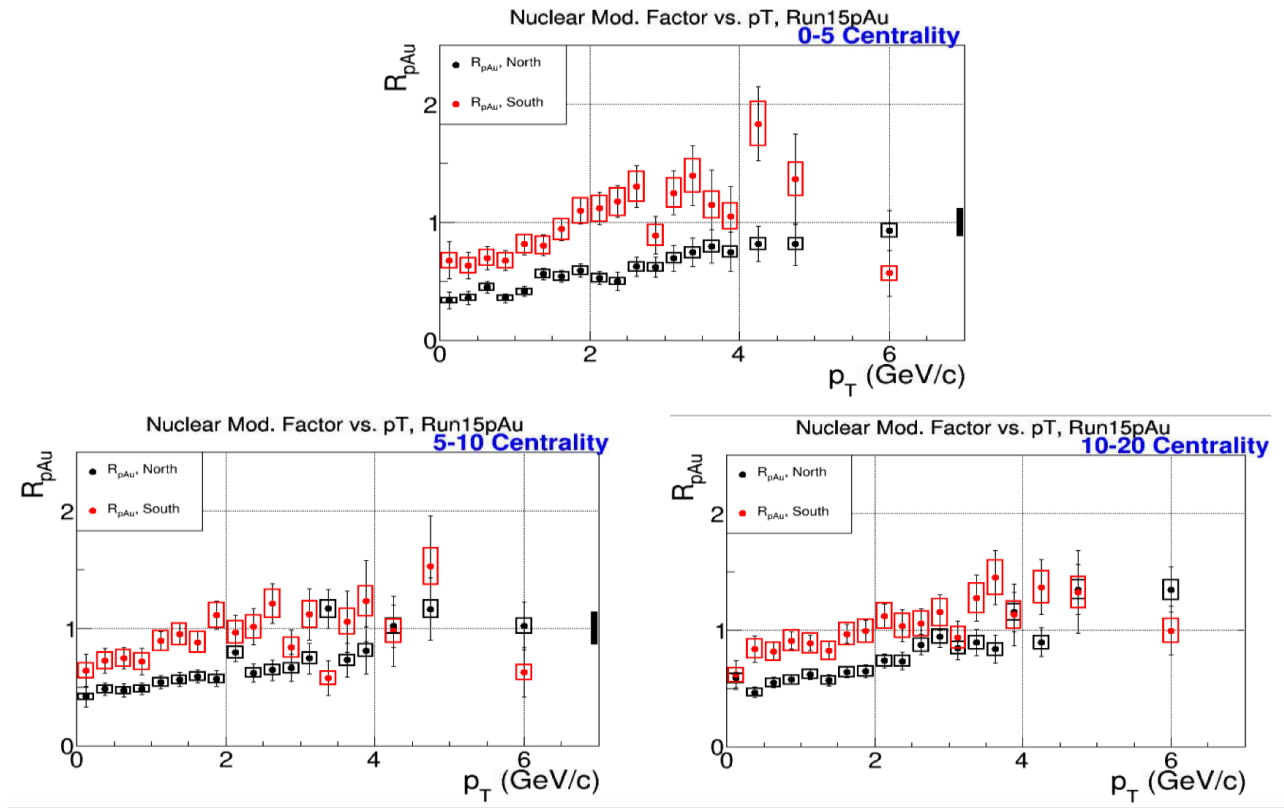 Nuclear Mod. Factor vs. pT, Run15pAu
0-5 Centrality
R_pAu
R_pAu, North
R_pAu, South
2
1
0
0 2 4 6
p_T (GeV/c)
Nuclear Mod. Factor vs. pT, Run15pAu
5-10 Centrality
R_pAu
R_pAu, North
R_pAu, South
2
1
0
0 2 4 6
p_T (GeV/c)
Nuclear Mod. Factor vs. pT, Run15pAu
10-20 Centrality
R_pAu
R_pAu, North
R_pAu, South
2
1
0
0 2 4 6
p_T (GeV/c)